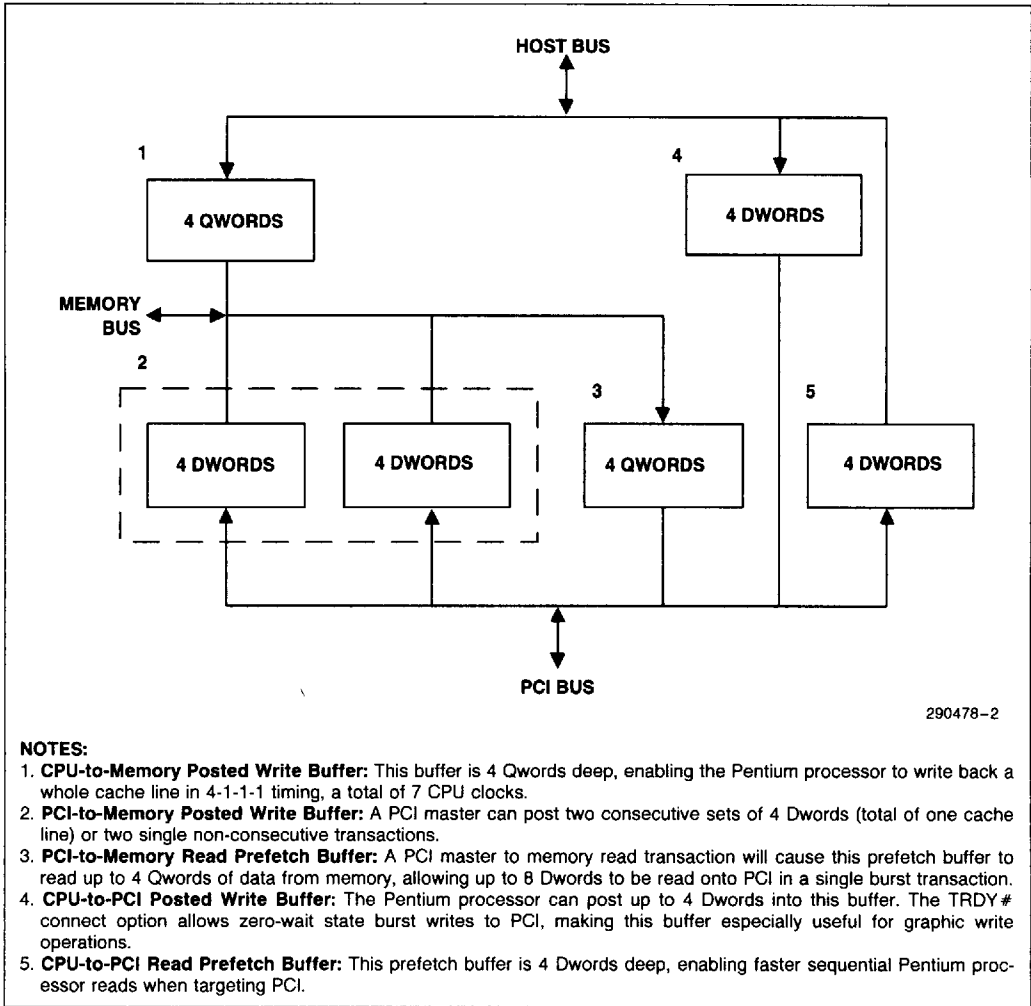 HOST BUS
1
4
4 QWORDS
4 DWORDS
MEMORY
BUS
2
3
5
4 DWORDS
4 DWORDS
4 QWORDS
4 DWORDS
PCI BUS
290478-2
NOTES:
1. CPU-to-Memory Posted Write Buffer: This buffer is 4 Qwords deep, enabling the Pentium processor to write back a
whole cache line in 4-1-1-1 timing, a total of 7 CPU clocks.
2. PCI-to-Memory Posted Write Buffer: A PCI master can post two consecutive sets of 4 Dwords (total of one cache
line) or two single non-consecutive transactions.
3. PCI-to-Memory Read Prefetch Buffer: A PCI master to memory read transaction will cause this prefetch buffer to
read up to 4 Qwords of data from memory, allowing up to 8 Dwords to be read onto PCI in a single burst transaction.
4. CPU-to-PCI Posted Write Buffer: The Pentium processor can post up to 4 Dwords into this buffer. The TRDY#
connect option allows zero-wait state burst writes to PCI, making this buffer especially useful for graphic write
operations.
5. CPU-to-PCI Read Prefetch Buffer: This prefetch buffer is 4 Dwords deep, enabling faster sequential Pentium proc-
essor reads when targeting PCI.